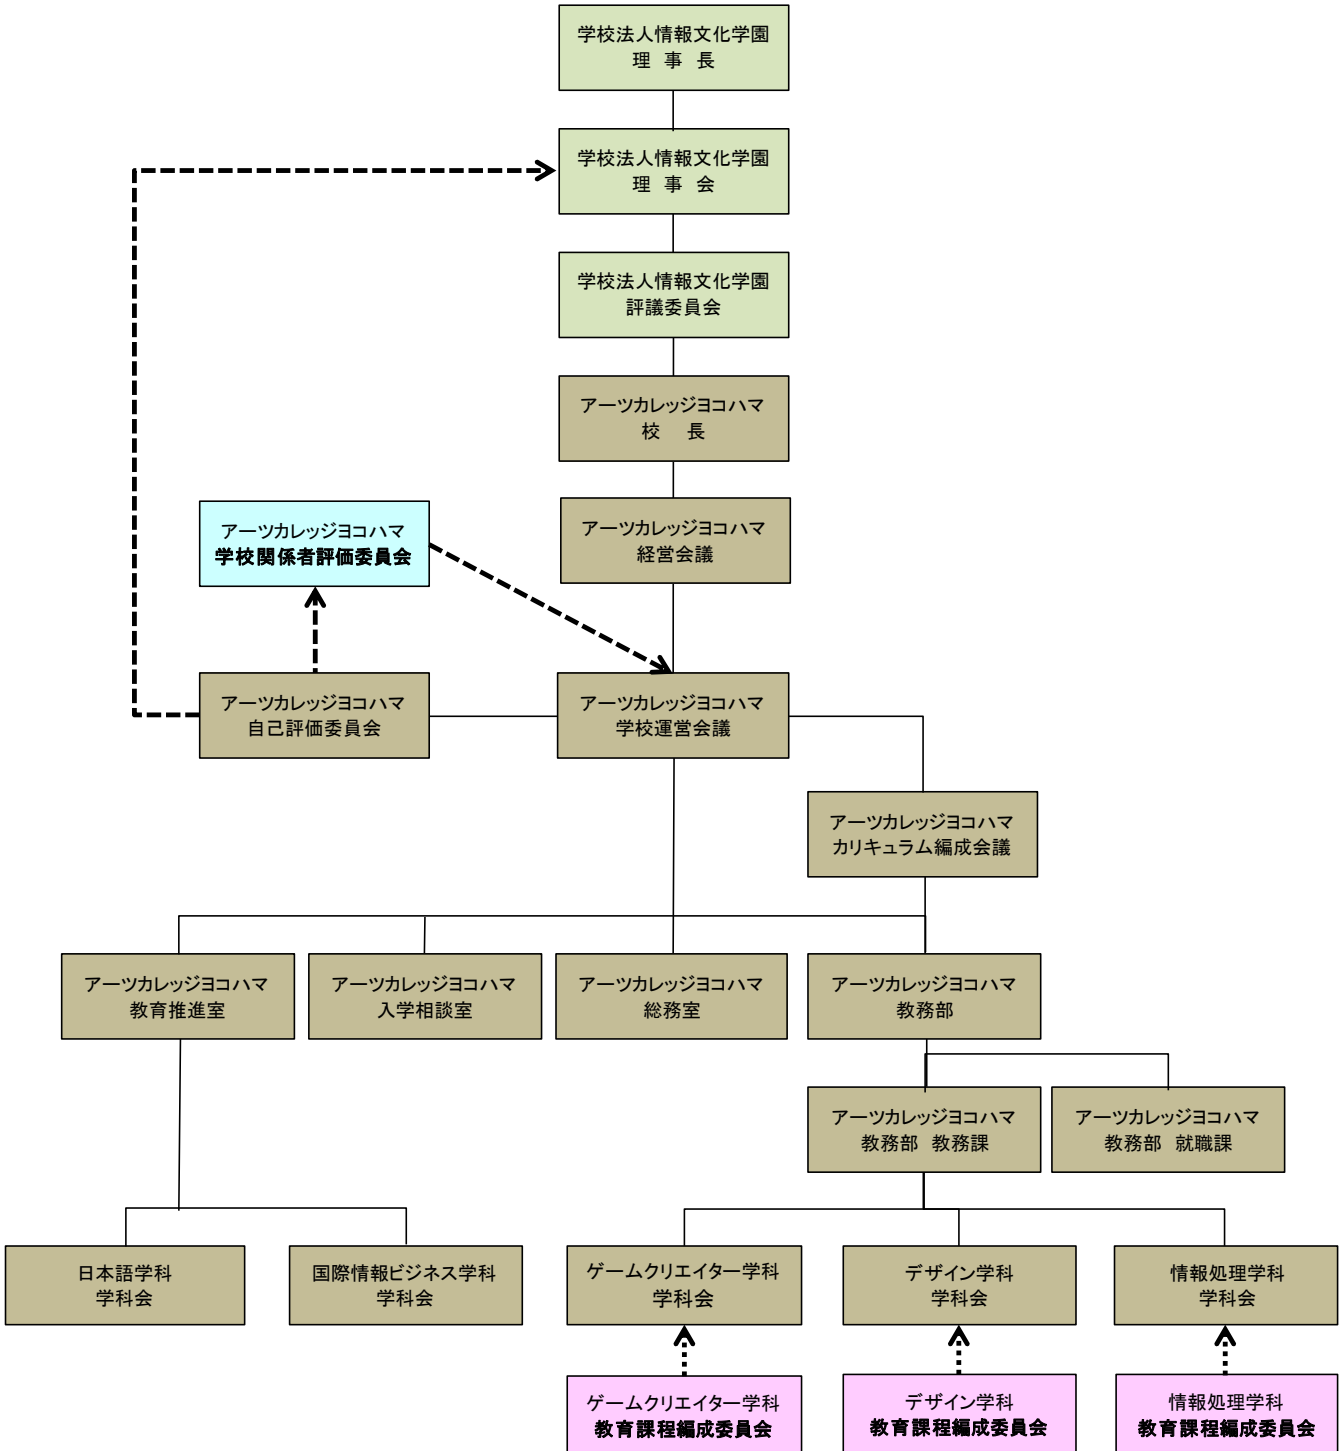 学校法人情報文化学園
理 事 長
学校法人情報文化学園
理 事 会
学校法人情報文化学園
評議委員会
アーツカレッジヨコハマ
校 長
アーツカレッジヨコハマ
学校関係者評価委員会
アーツカレッジヨコハマ
経営会議
アーツカレッジヨコハマ
自己評価委員会
アーツカレッジヨコハマ
学校運営会議
アーツカレッジヨコハマ
カリキュラム編成会議
アーツカレッジヨコハマ
教育推進室
アーツカレッジヨコハマ
入学相談室
アーツカレッジヨコハマ
総務室
アーツカレッジヨコハマ
教務部
アーツカレッジヨコハマ
教務部 教務課
アーツカレッジヨコハマ
教務部 就職課
日本語学科
学科会
国際情報ビジネス学科
学科会
ゲームクリエイター学科
学科会
デザイン学科
学科会
情報処理学科
学科会
ゲームクリエイター学科
教育課程編成委員会
デザイン学科
教育課程編成委員会
情報処理学科
教育課程編成委員会